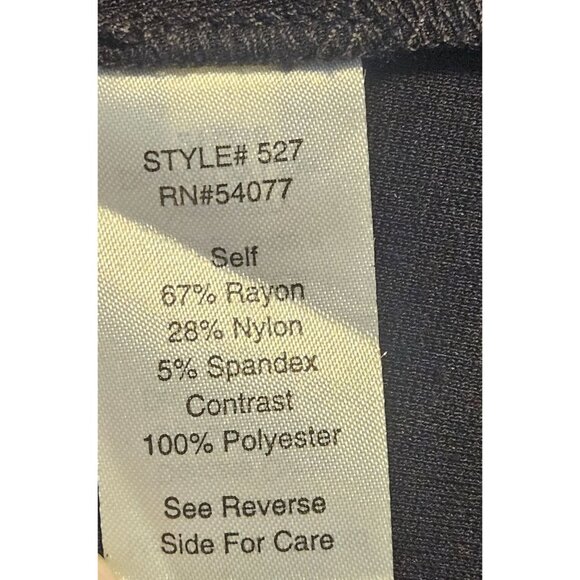 STYLE# 527
RN#54077
Self
67% Rayon
28% Nylon
5% Spandex
Contrast
100% Polyester
See Reverse
Side For Care